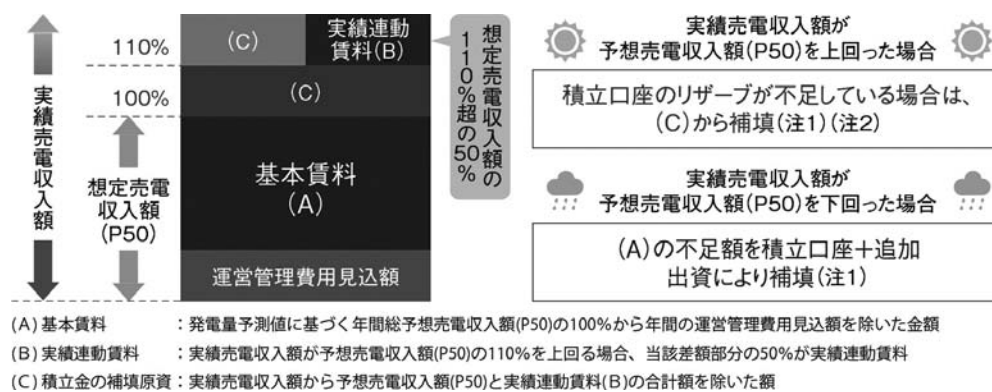 実績売電収入額
110%
100%
想定売電
収入額
(P50)
(C)
実績連動
賃料(B)
(C)
基本賃料
(A)
運営管理費用見込額
想定売電収入額の
110%超の50%
実績売電収入額が
予想売電収入額(P50)を上回った場合
積立口座のリザーブが不足している場合は、
(C)から補填(注1)(注2)
実績売電収入額が
予想売電収入額(P50)を下回った場合
(A)の不足額を積立口座＋追加
出資により補填(注1)
(A)基本賃料　：発電量予測値に基づく年間総予想売電収入額(P50)の100%から年間の運営管理費用見込額を除いた金額
(B)実績連動賃料　：実績売電収入額が予想売電収入額(P50)の110%を上回る場合、当該差額部分の50%が実績連動賃料
(C)積立金の補填原資：実績売電収入額から予想売電収入額(P50)と実績連動賃料(B)の合計額を除いた額